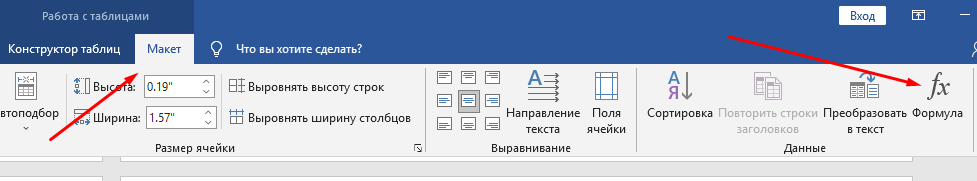 Работа с таблицами
Вход
Конструктор таблиц
Макет
Что вы хотите сделать?
втоподбор
Высота:
0.19"
Ширина:
1.57"
Выровнять высоту строк
Выровнять ширину столбцов
Размер ячейки
Направление
текста
Поля
ячейки
Выравнивание
А
Я
Сортировка
Повторить строки
заголовков
Преобразовать
в текст
fx
Формула
Данные